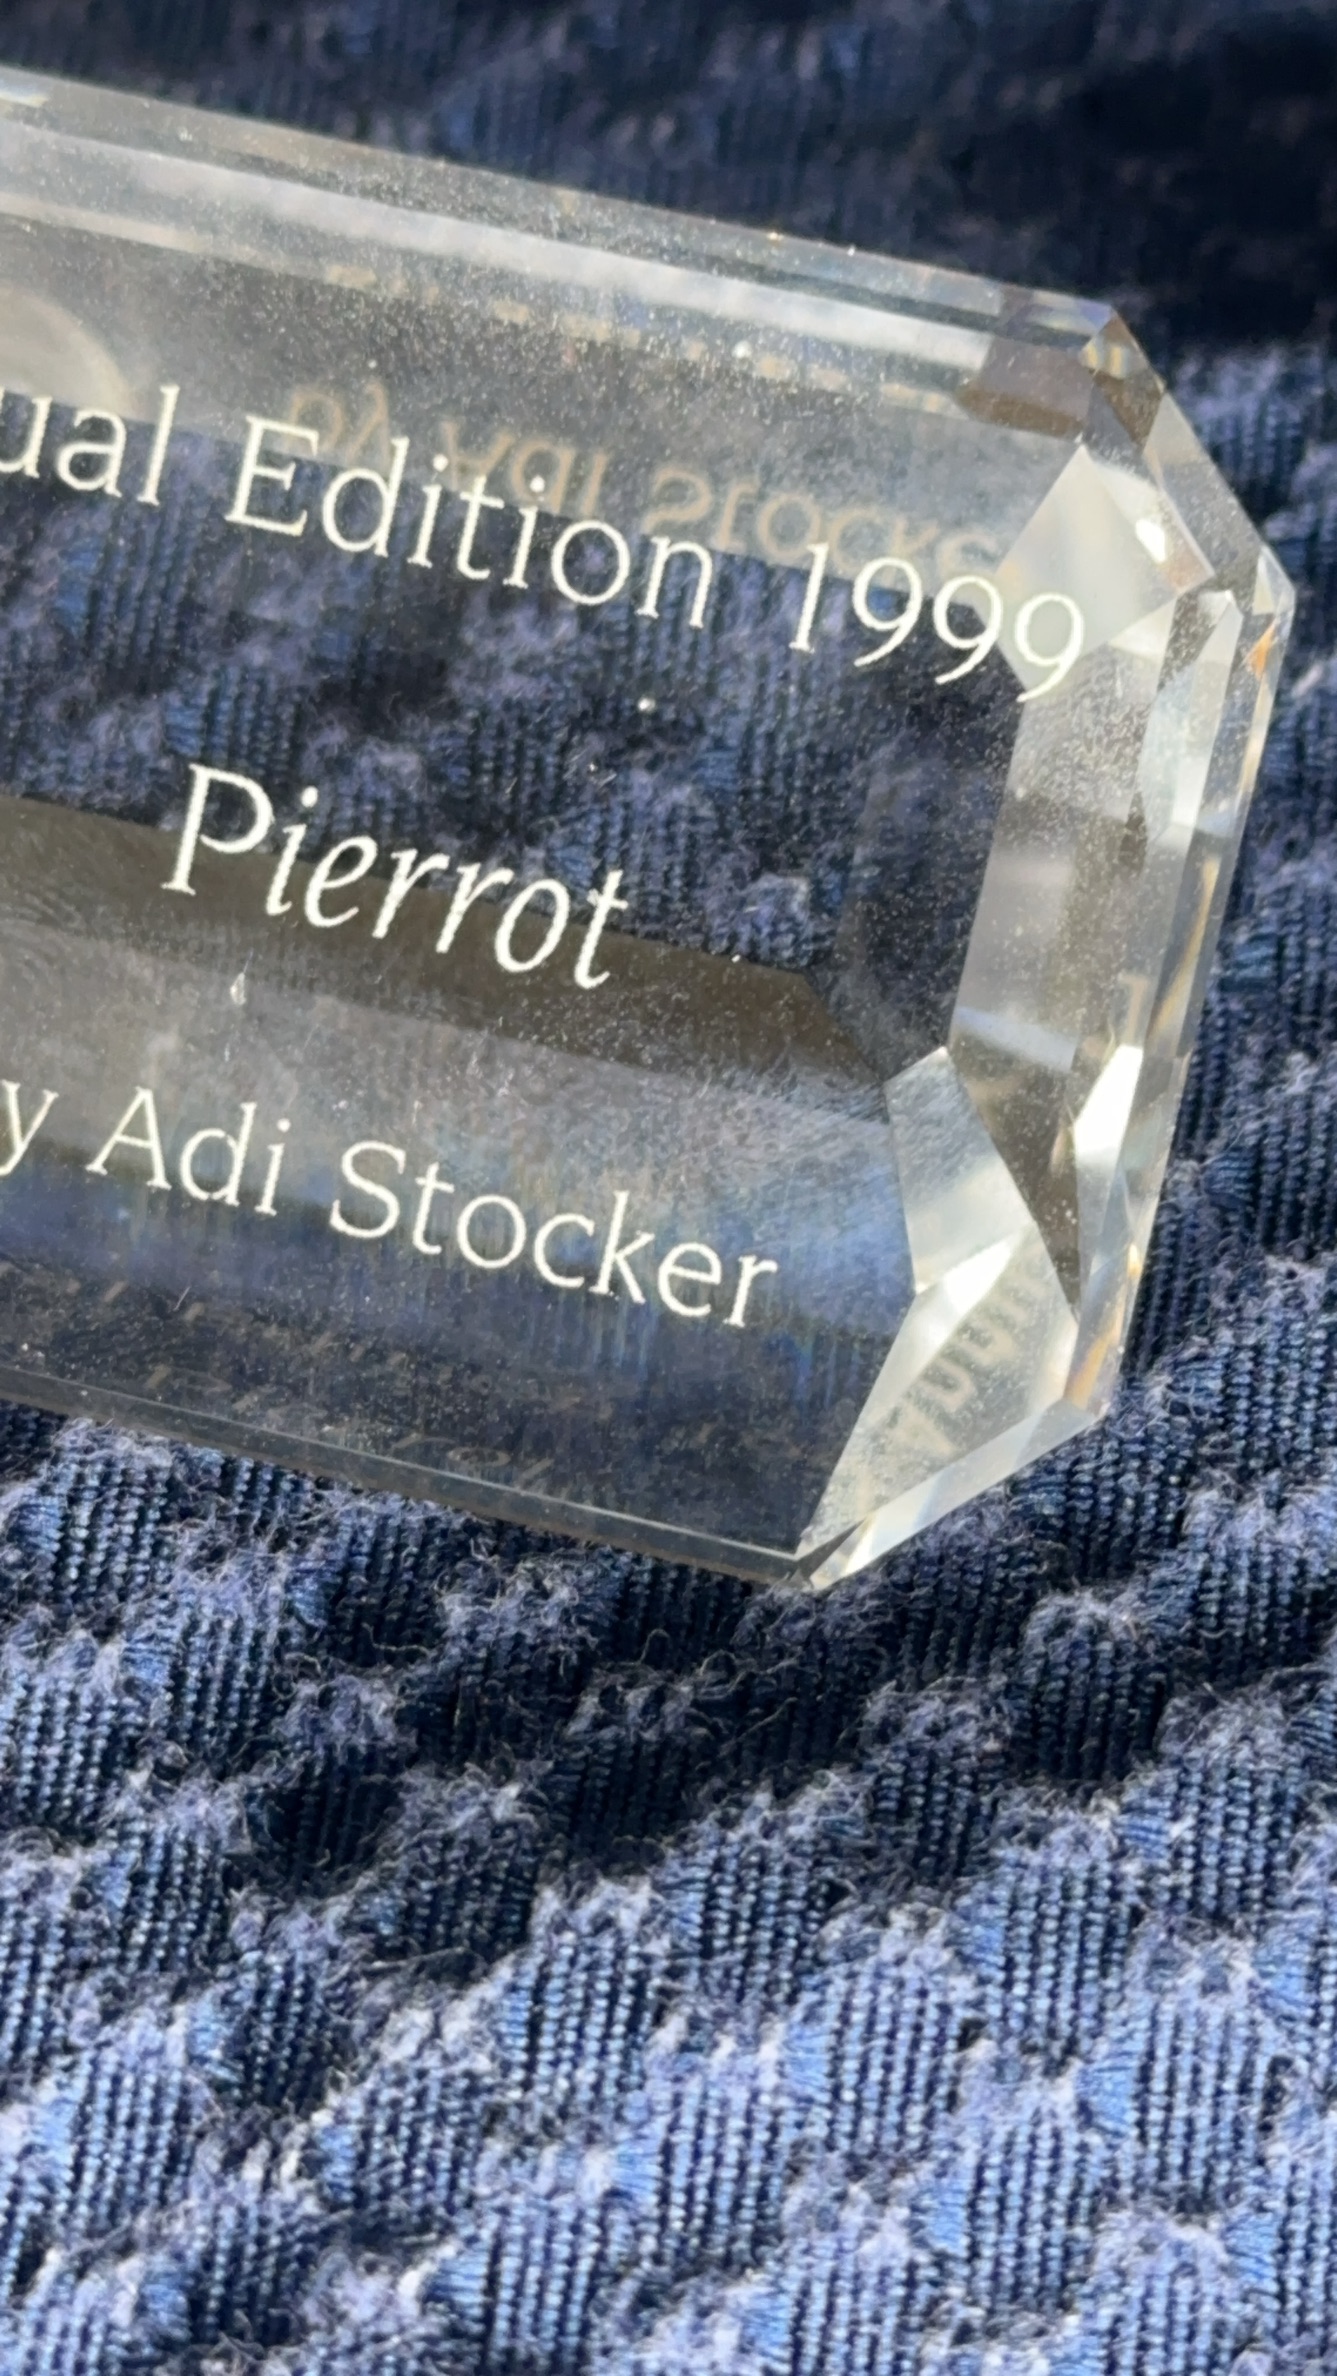 ual Edition 1999
Pierrot
y Adi Stocker